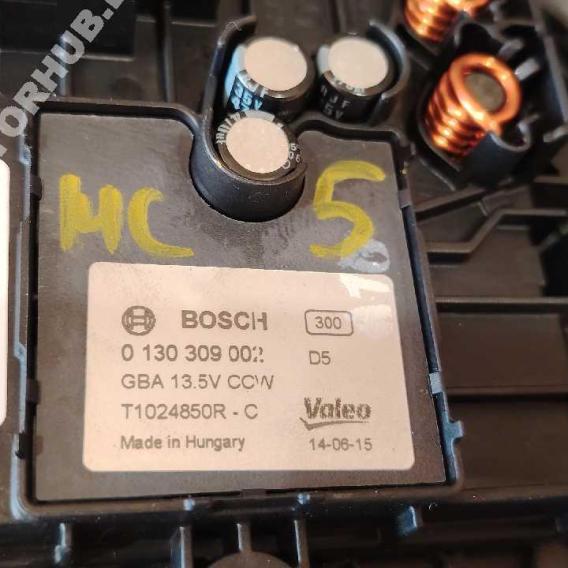 TORHUB.
MC 5
BOSCH 300
0 130 309 002 D5
GBA 13.5V CCW
T1024850R - C Valeo
Made in Hungary 14-06-15